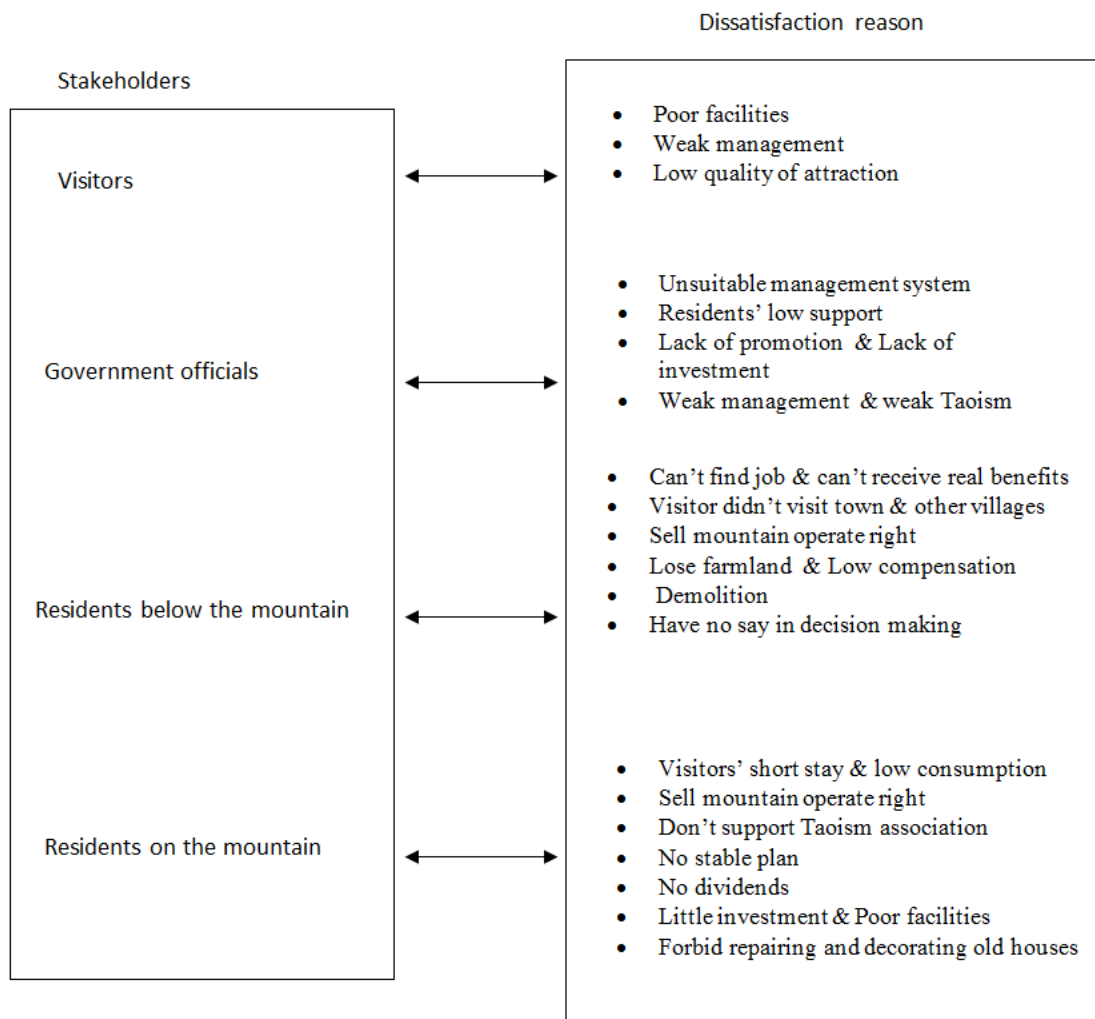 Dissatisfaction reason
Stakeholders
Visitors
• Poor facilities
• Weak management
• Low quality of attraction
Government officials
• Unsuitable management system
• Residents’ low support
• Lack of promotion & Lack of
investment
• Weak management & weak Taoism
Residents below the mountain
• Can’t find job & can’t receive real benefits
• Visitor didn’t visit town & other villages
• Sell mountain operate right
• Lose farmland & Low compensation
• Demolition
• Have no say in decision making
Residents on the mountain
• Visitors’ short stay & low consumption
• Sell mountain operate right
• Don’t support Taoism association
• No stable plan
• No dividends
• Little investment & Poor facilities
• Forbid repairing and decorating old houses